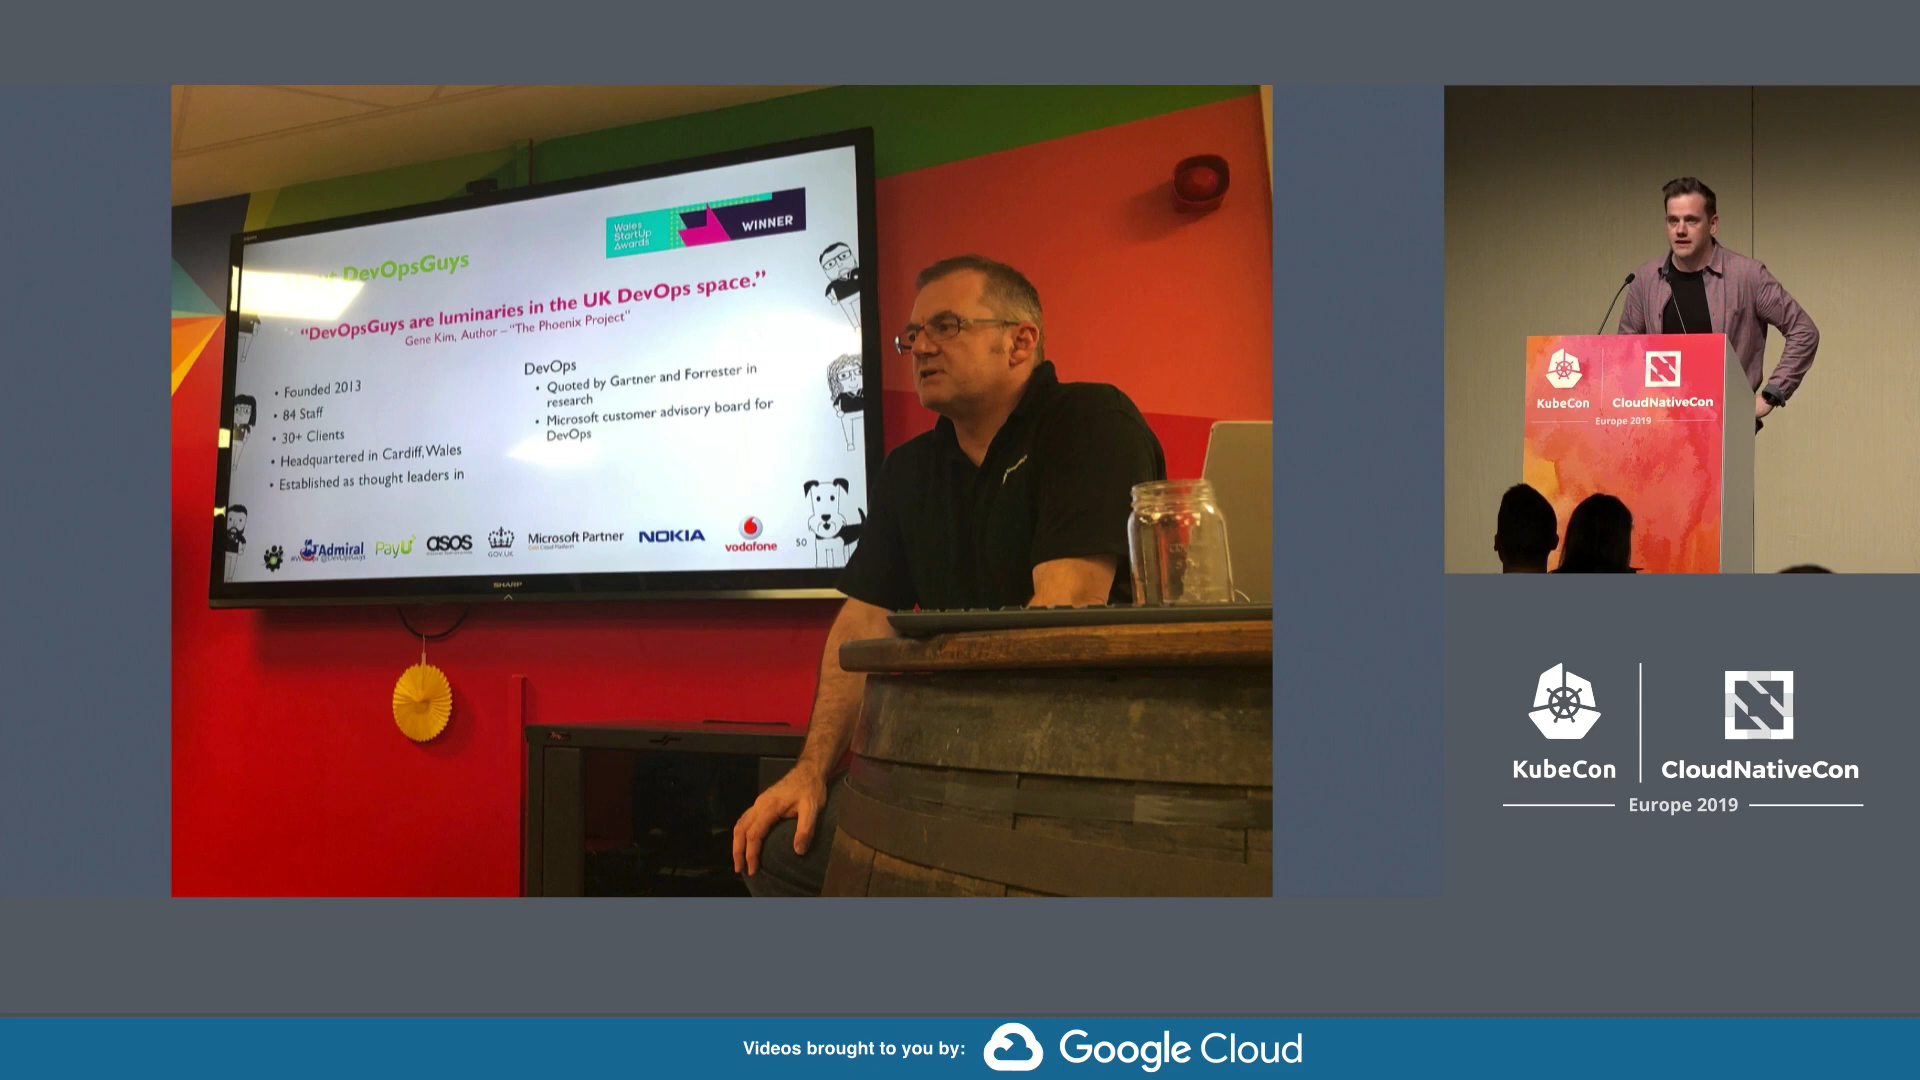 Wales
StartUp
Awards
WINNER
DevOpsGuys
“DevOpsGuys are luminaries in the UK DevOps space.”
Gene Kim, Author – “The Phoenix Project”
• Founded 2013
• 84 Staff
• 30+ Clients
• Headquartered in Cardiff, Wales
• Established as thought leaders in
DevOps
• Quoted by Gartner and Forrester in
research
• Microsoft customer advisory board for
DevOps
Admiral
PayU
asos
GOV.UK
Microsoft Partner
NOKIA
vodafone
50
SHARP
KubeCon
CloudNativeCon
Europe 2019
KubeCon
CloudNativeCon
Europe 2019
Videos brought to you by:
Google Cloud